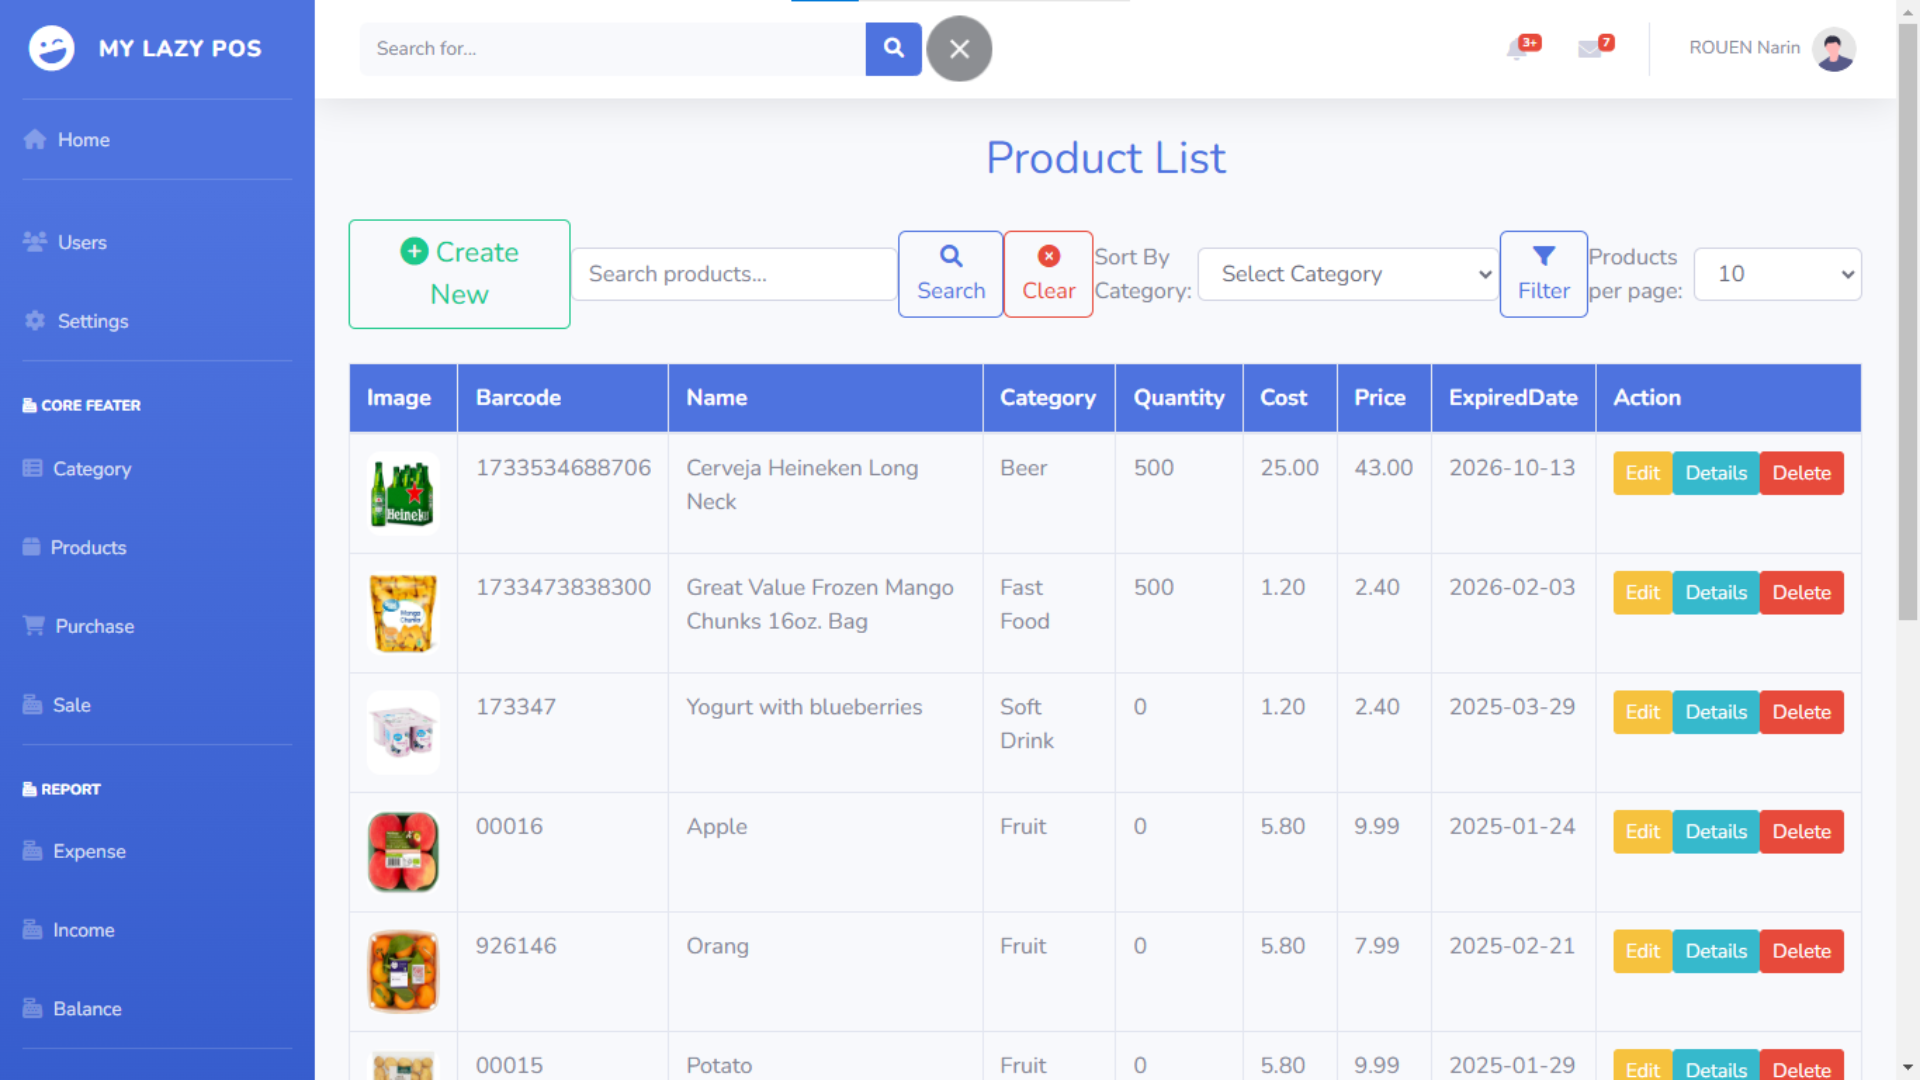 MY LAZY POS
Search for...
3+
7
ROUEN Narin
Home
Users
Settings
CORE FEATER
Category
Products
Purchase
Sale
REPORT
Expense
Income
Balance
Product List
Create
New
Search products...
Search
Clear
Sort By
Category:
Select Category
Filter
Products
per page:
10
Image Barcode Name Category Quantity Cost Price ExpiredDate Action
Heineken
1733534688706 Cerveja Heineken Long Beer 500 25.00 43.00 2026-10-13 Edit Details Delete
Neck
Mango
Chunks
1733473838300 Great Value Frozen Mango Fast 500 1.20 2.40 2026-02-03 Edit Details Delete
Chunks 16oz. Bag Food
173347 Yogurt with blueberries Soft 0 1.20 2.40 2025-03-29 Edit Details Delete
Drink
00016 Apple Fruit 0 5.80 9.99 2025-01-24 Edit Details Delete
926146 Orang Fruit 0 5.80 7.99 2025-02-21 Edit Details Delete
00015 Potato Fruit 0 5.80 9.99 2025-01-29 Edit Details Delete